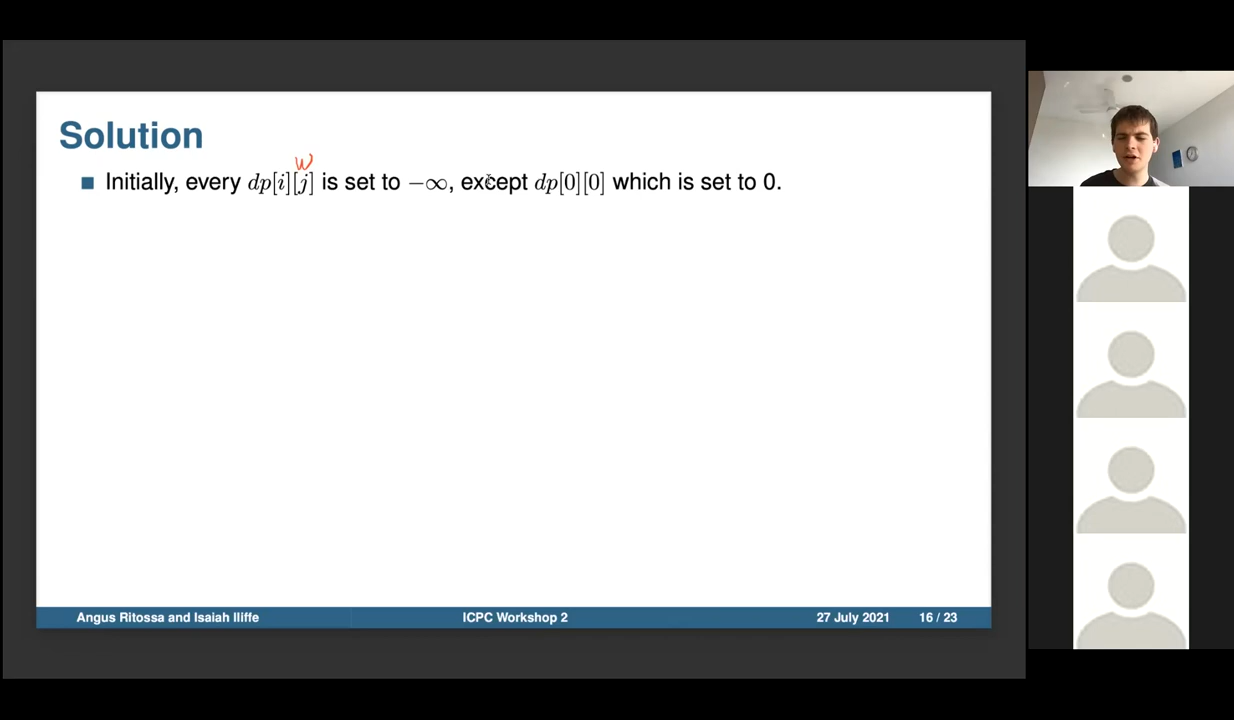 Solution
w
Initially, every dp[i][j] is set to −∞, except dp[0][0] which is set to 0.
Angus Ritossa and Isaiah Iliffe ICPC Workshop 2 27 July 2021 16 / 23